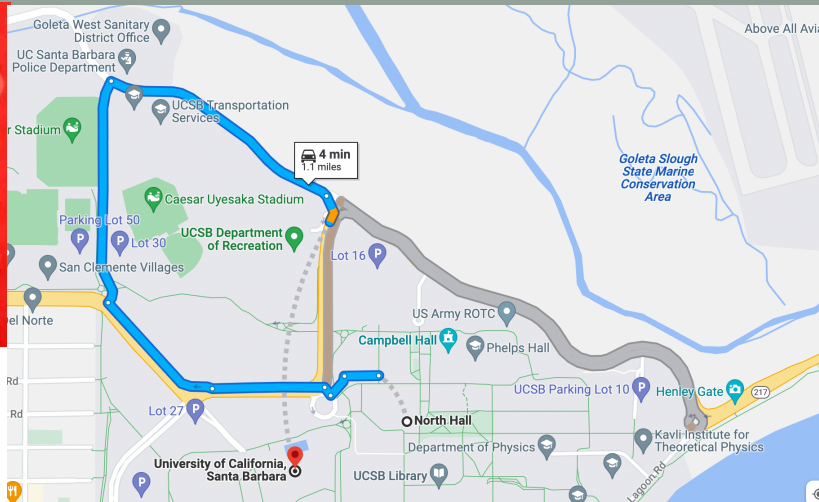 Goleta West Sanitary
District Office
Above All Avia
UC Santa Barbara
Police Department
UCSB Transportation
Services
r Stadium
4 min
1.1 miles
Goleta Slough
State Marine
Conservation
Area
Caesar Uyesaka Stadium
Parking Lot 50
P
P
Lot 30
UCSB Department
of Recreation
Lot 16
P
San Clemente Villages
US Army ROTC
Del Norte
Campbell Hall
Phelps Hall
Rd
UCSB Parking Lot 10
P
Henley Gate
217
Rd
Lot 27
P
North Hall
Kavli Institute for
Theoretical Physics
Department of Physics
University of California,
Santa Barbara
UCSB Library
P
Lagoon Rd